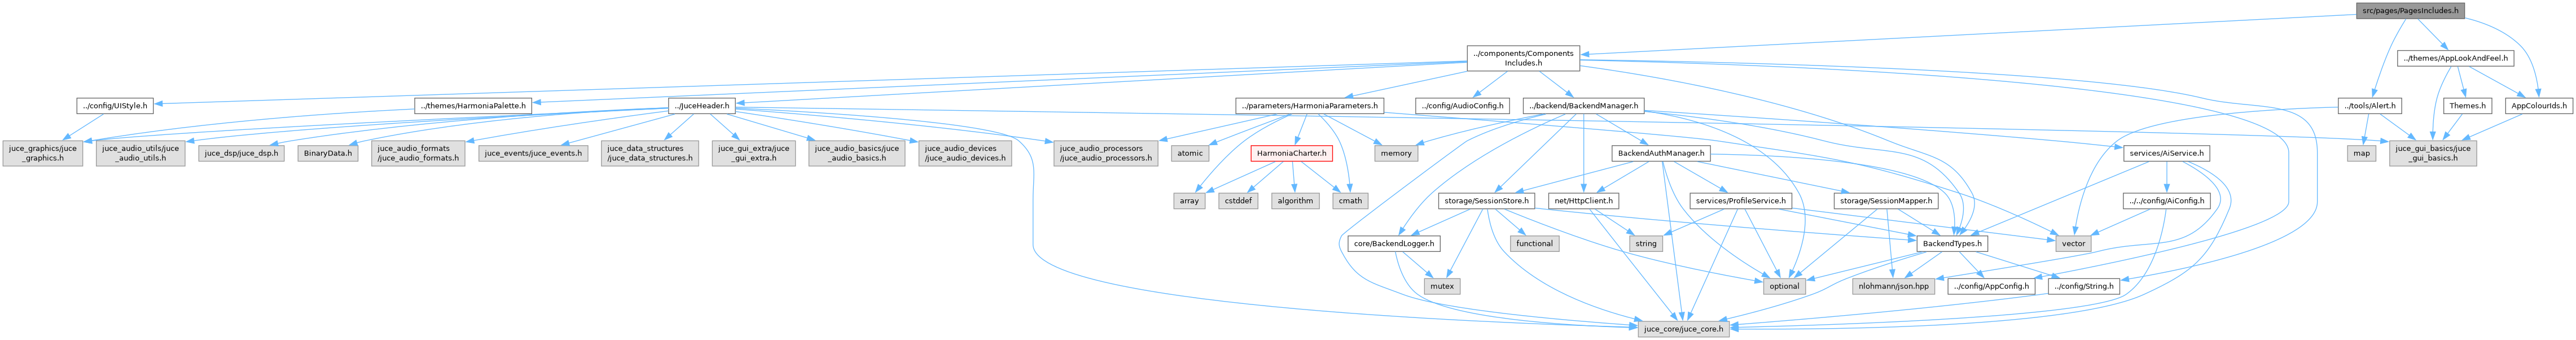 src/pages/PagesIncludes.h
../components/Components
Includes.h
../themes/AppLookAndFeel.h
../config/UIStyle.h
../themes/HarmoniaPalette.h
../JuceHeader.h
../parameters/HarmoniaParameters.h
../config/AudioConfig.h
../backend/BackendManager.h
../tools/Alert.h
Themes.h
AppColourIds.h
juce_graphics/juce
_graphics.h
juce_audio_utils/juce
_audio_utils.h
juce_dsp/juce_dsp.h
BinaryData.h
juce_audio_formats
/juce_audio_formats.h
juce_events/juce_events.h
juce_data_structures
/juce_data_structures.h
juce_gui_extra/juce
_gui_extra.h
juce_audio_basics/juce
_audio_basics.h
juce_audio_devices
/juce_audio_devices.h
juce_audio_processors
/juce_audio_processors.h
atomic
HarmoniaCharter.h
memory
BackendAuthManager.h
services/AiService.h
map
juce_gui_basics/juce
_gui_basics.h
array
cstddef
algorithm
cmath
storage/SessionStore.h
net/HttpClient.h
services/ProfileService.h
storage/SessionMapper.h
../../config/AiConfig.h
core/BackendLogger.h
functional
string
BackendTypes.h
vector
mutex
optional
nlohmann/json.hpp
../config/AppConfig.h
../config/String.h
juce_core/juce_core.h